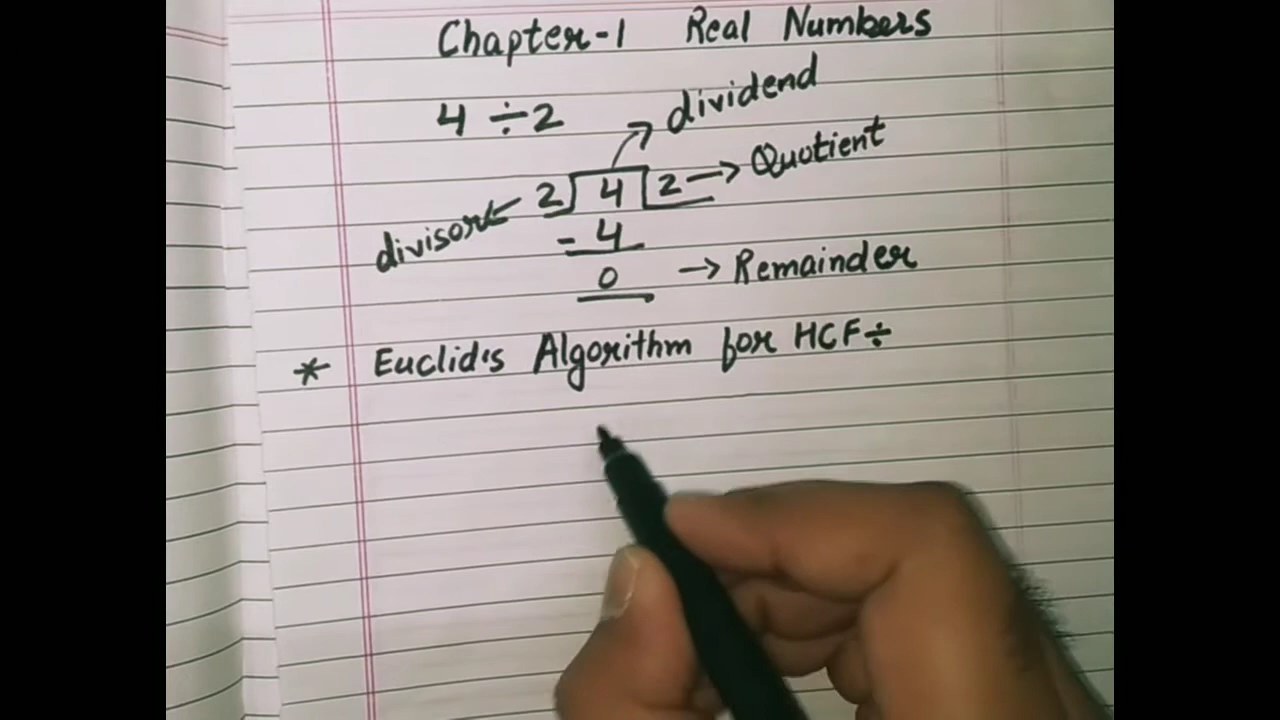 Chapter-1 Real Numbers
4 ÷ 2
dividend
2 4 2 → Quotient
divisor
- 4
0 → Remainder
* Euclid's Algorithm for HCF÷